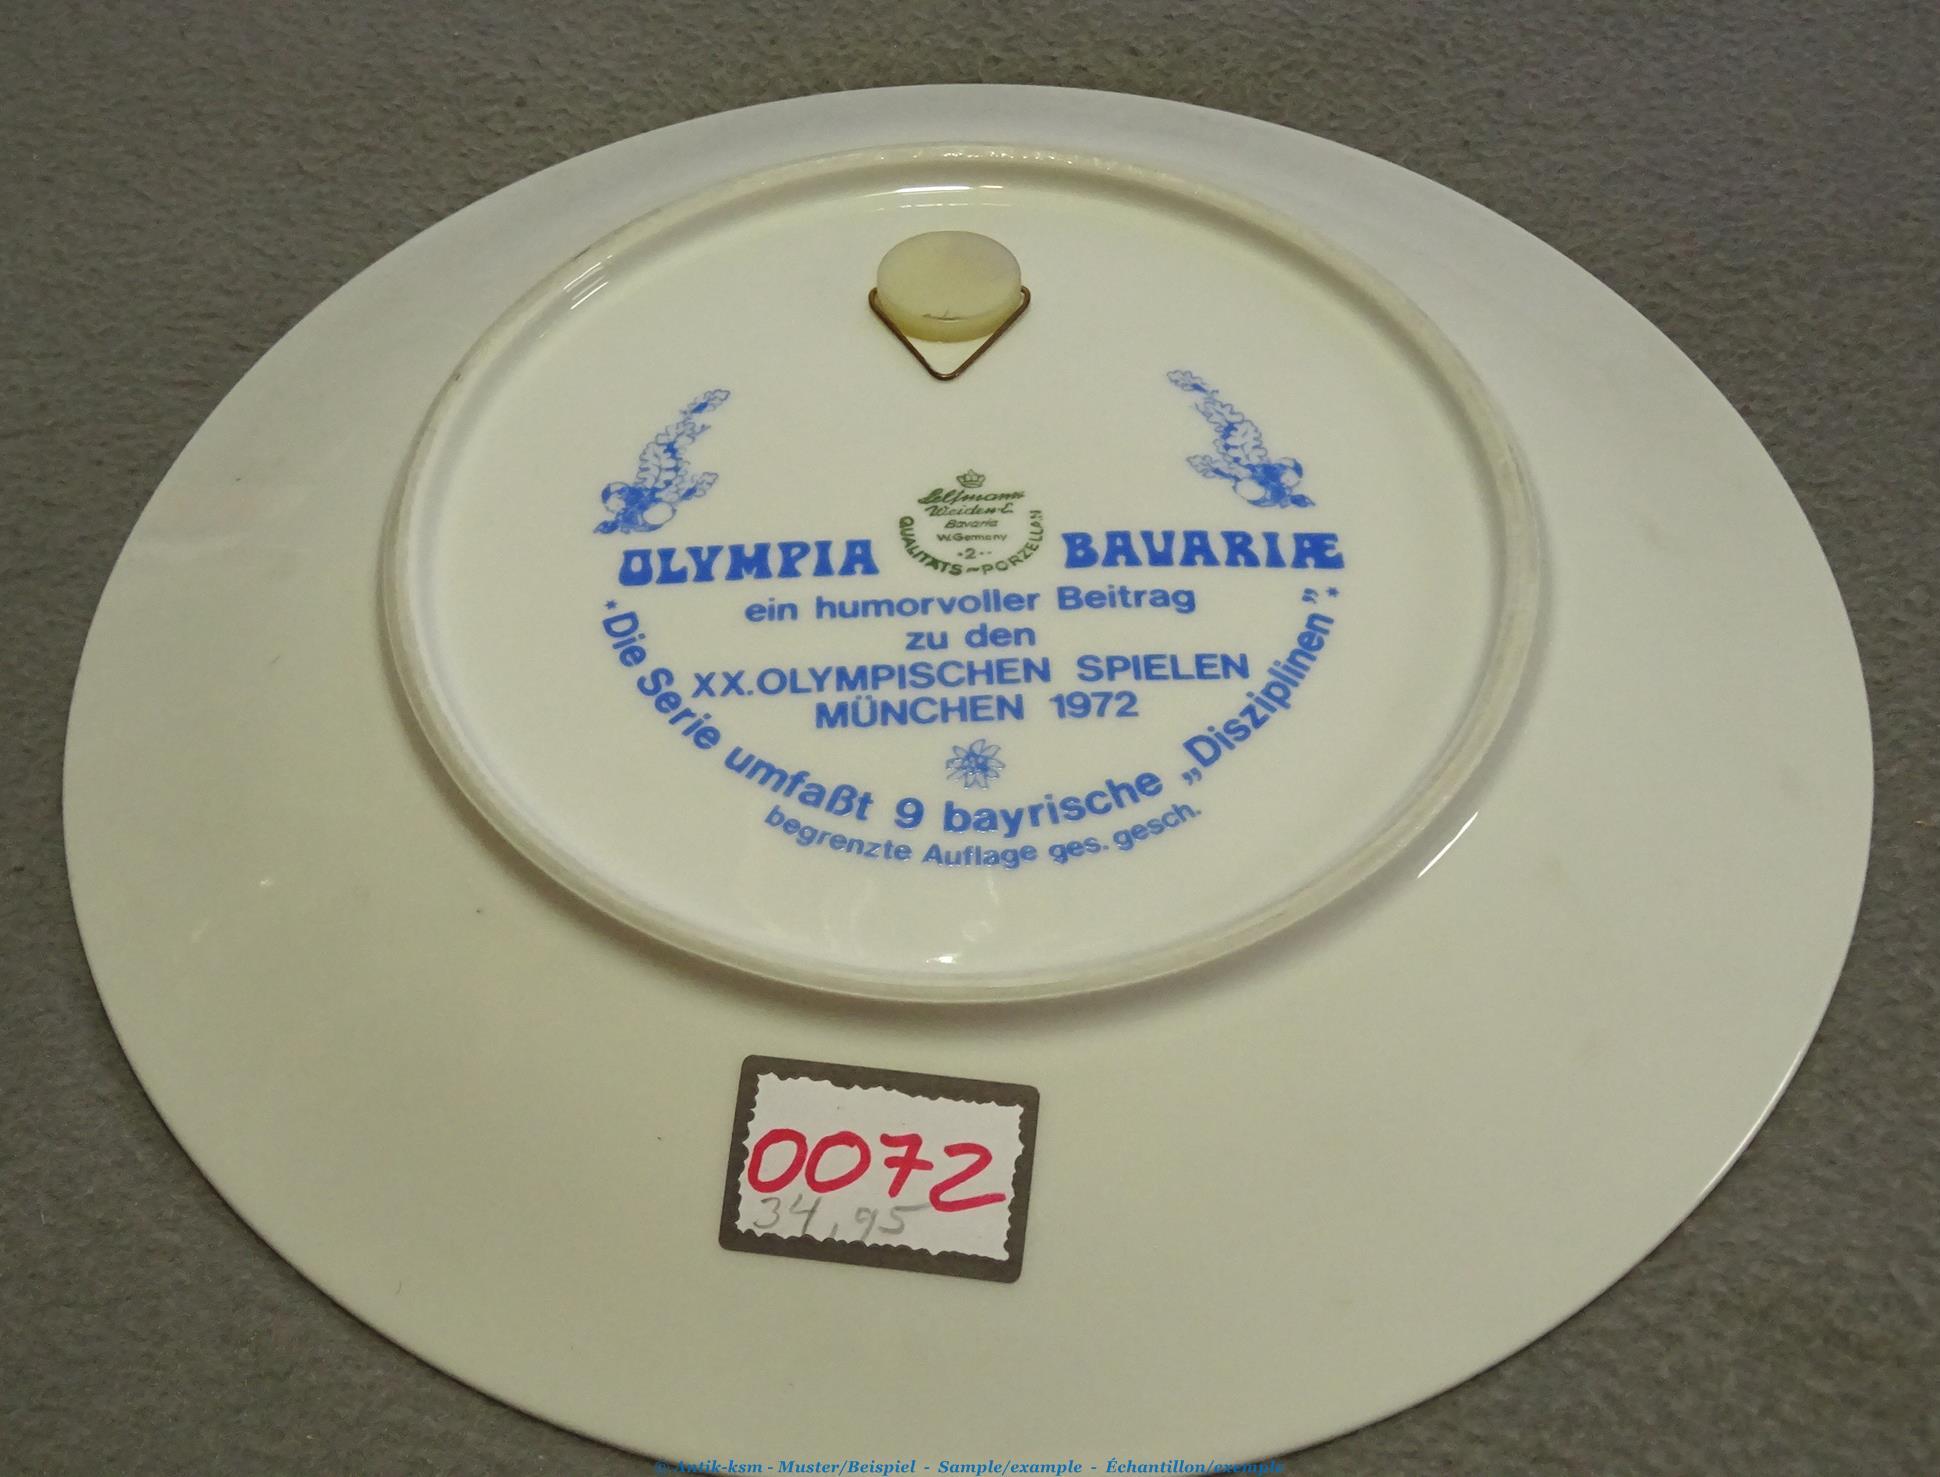 Seltmann
Weiden-E.
Bavaria
W.Germany
·2··
QUALITÄTS~PORZELLAN
OLYMPIA BAVARIÆ
ein humorvoller Beitrag
zu den
XX.OLYMPISCHEN SPIELEN
MÜNCHEN 1972
*Die Serie umfaßt 9 bayrische „Disziplinen”*
begrenzte Auflage ges. gesch.
0072
34,95
© Antik-ksm - Muster/Beispiel - Sample/example - Échantillon/exemple